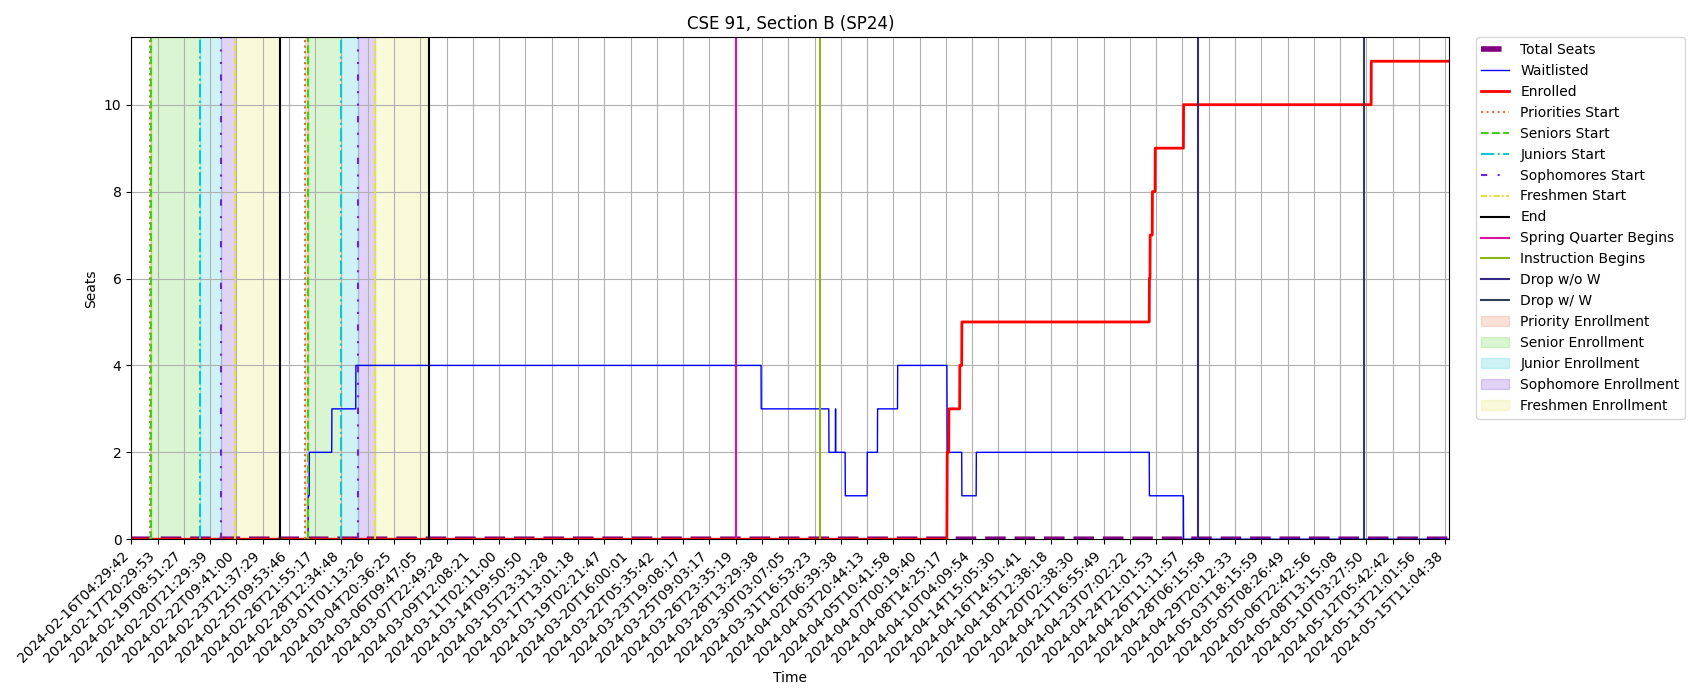 CSE 91, Section B (SP24)
Seats
10
8
6
4
2
0
2024-02-16T04:29:42
2024-02-17T20:29:53
2024-02-19T08:51:27
2024-02-20T21:29:39
2024-02-22T09:41:00
2024-02-23T21:37:29
2024-02-25T09:53:46
2024-02-26T21:55:17
2024-02-28T12:34:48
2024-03-01T01:13:26
2024-03-04T20:36:25
2024-03-06T09:47:05
2024-03-07T22:49:28
2024-03-09T12:08:21
2024-03-11T02:11:00
2024-03-14T09:50:50
2024-03-15T23:31:28
2024-03-17T13:01:18
2024-03-19T02:21:47
2024-03-20T16:00:01
2024-03-22T05:35:42
2024-03-23T19:08:17
2024-03-25T09:03:17
2024-03-26T23:35:19
2024-03-28T13:29:38
2024-03-30T03:07:05
2024-03-31T16:53:23
2024-04-02T06:39:38
2024-04-03T20:44:13
2024-04-05T10:41:58
2024-04-07T00:19:40
2024-04-08T14:25:17
2024-04-10T04:09:54
2024-04-14T15:05:30
2024-04-16T14:51:41
2024-04-18T12:38:18
2024-04-20T02:38:30
2024-04-21T16:55:49
2024-04-23T07:02:22
2024-04-24T21:01:53
2024-04-26T11:11:57
2024-04-28T06:15:58
2024-04-29T20:12:33
2024-05-03T18:15:59
2024-05-05T08:26:49
2024-05-06T22:42:56
2024-05-08T13:15:08
2024-05-10T03:27:50
2024-05-12T05:42:42
2024-05-13T21:01:56
2024-05-15T11:04:38
Time
Total Seats
Waitlisted
Enrolled
Priorities Start
Seniors Start
Juniors Start
Sophomores Start
Freshmen Start
End
Spring Quarter Begins
Instruction Begins
Drop w/o W
Drop w/ W
Priority Enrollment
Senior Enrollment
Junior Enrollment
Sophomore Enrollment
Freshmen Enrollment